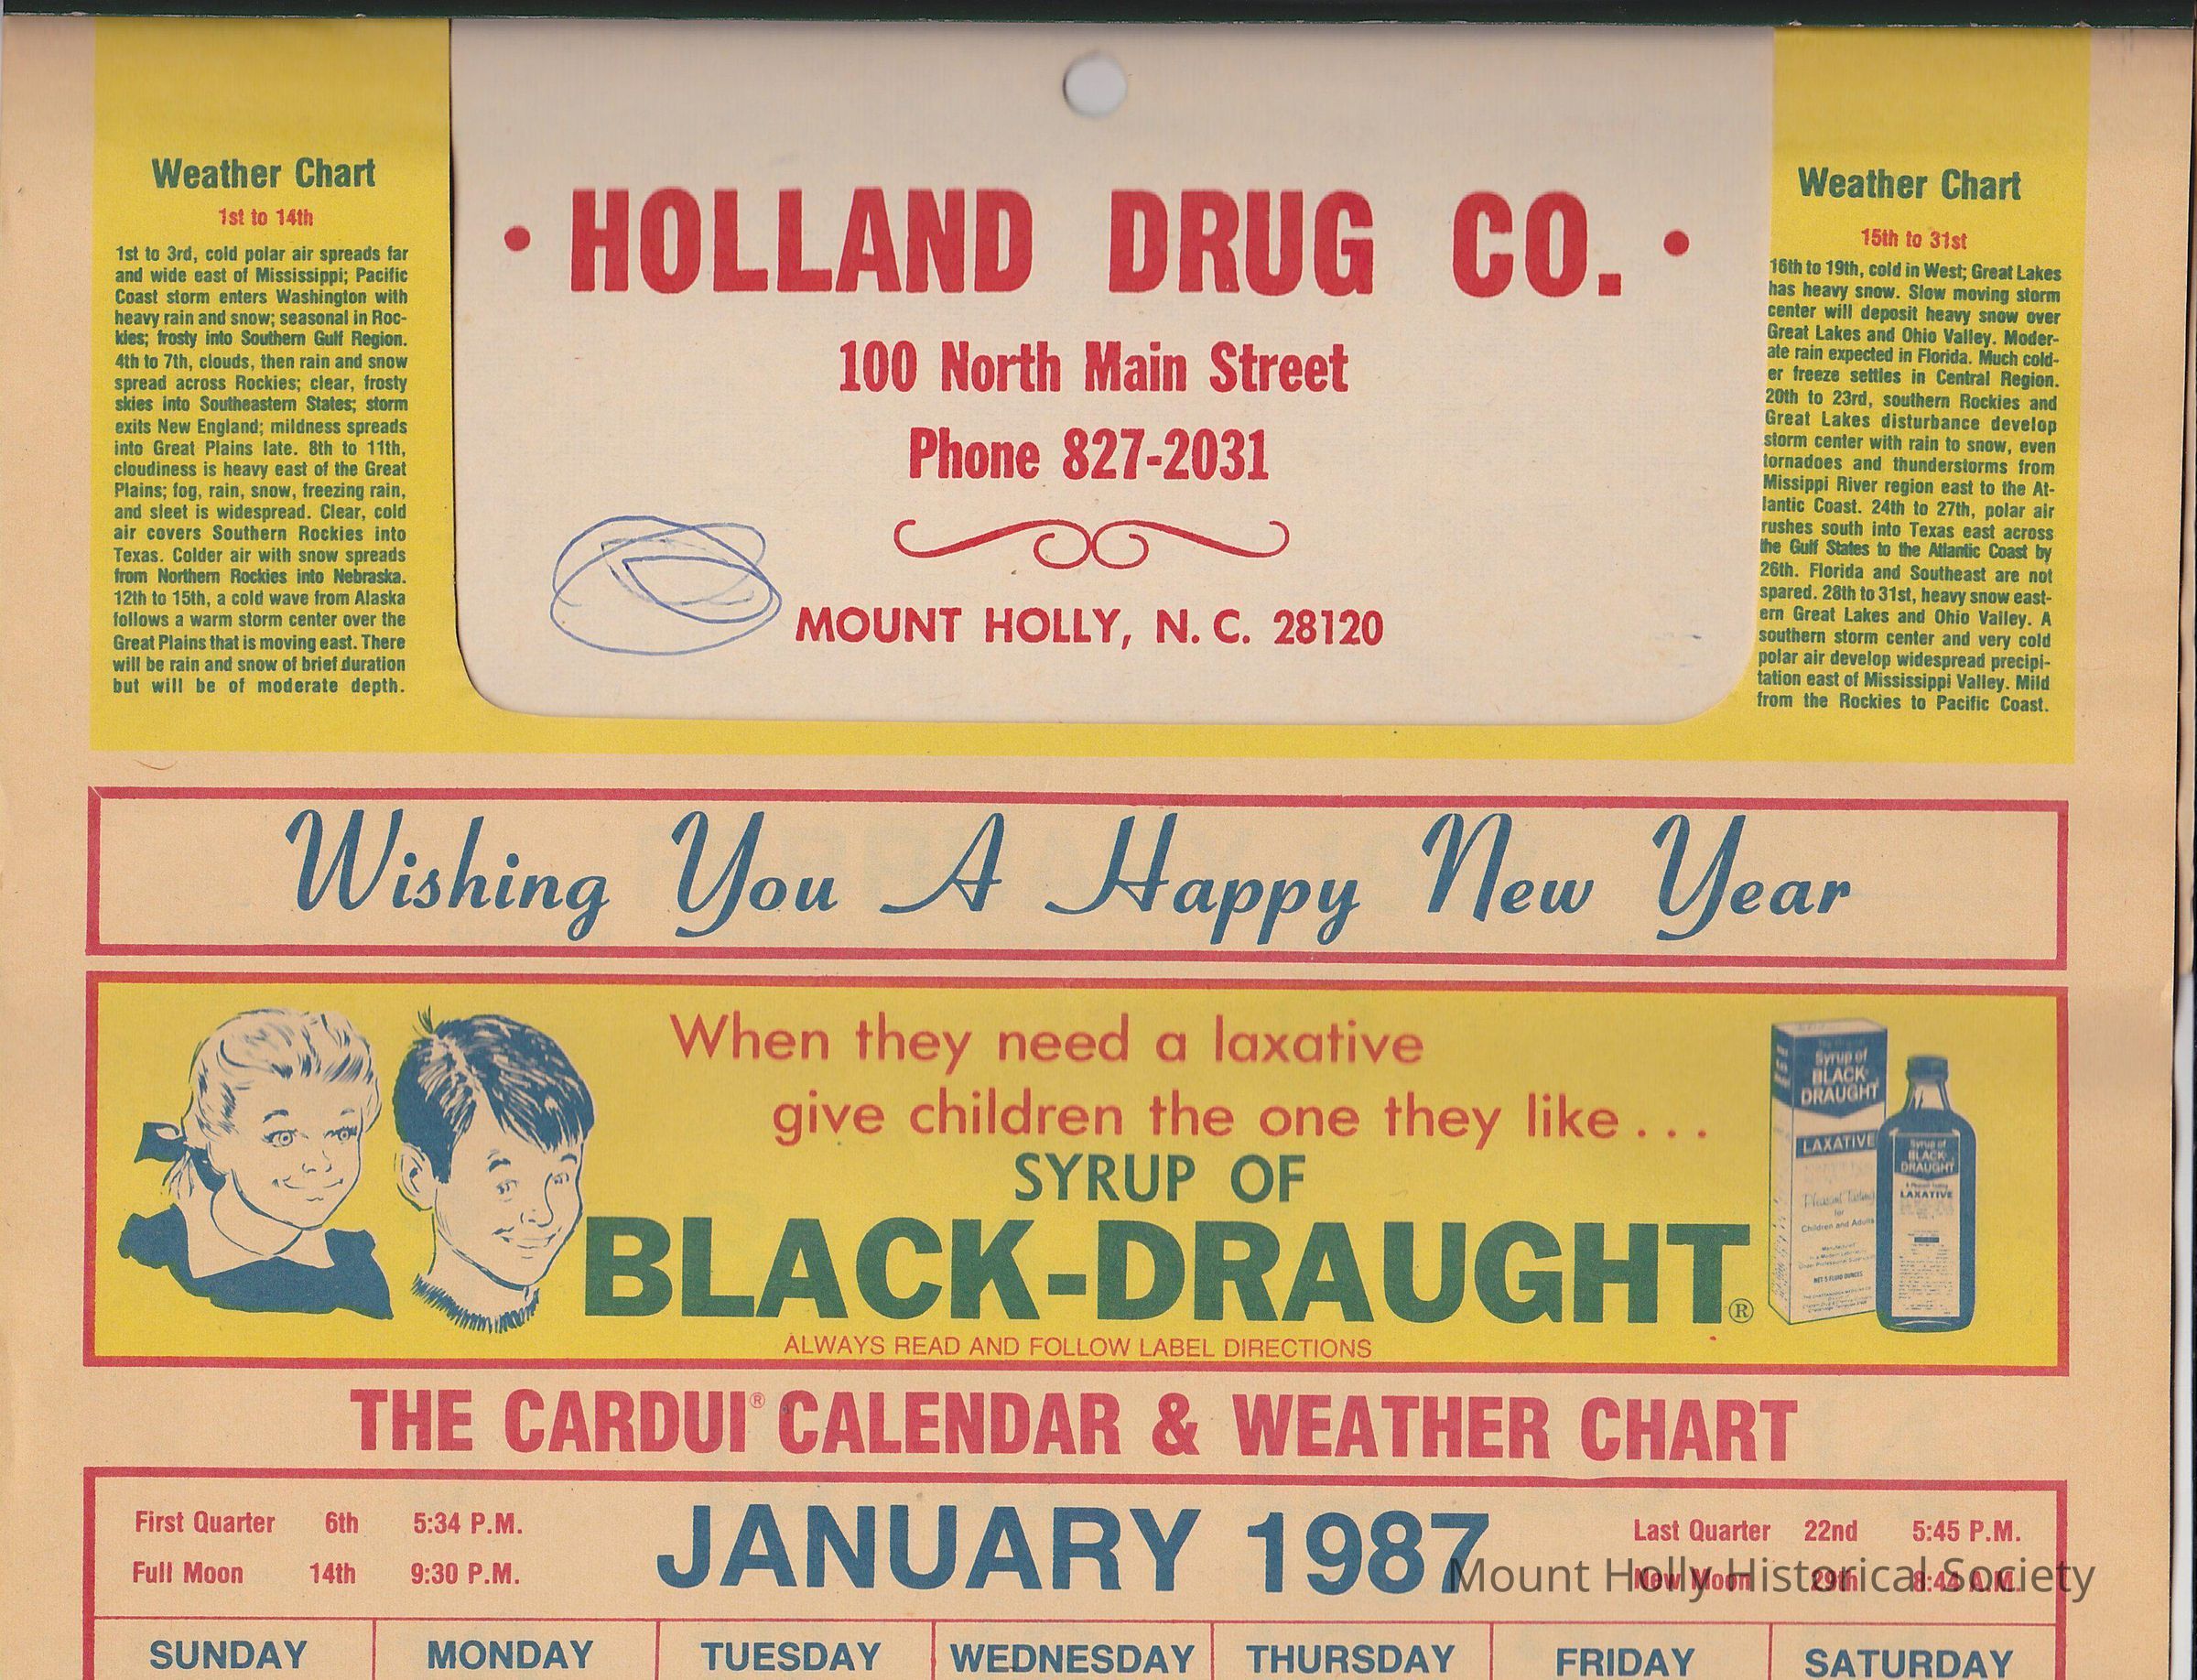 Weather Chart
1st to 14th
1st to 3rd, cold polar air spreads far
and wide east of Mississippi; Pacific
Coast storm enters Washington with
heavy rain and snow; seasonal in Roc-
kies; frosty into Southern Gulf Region.
4th to 7th, clouds, then rain and snow
spread across Rockies; clear, frosty
skies into Southeastern States; storm
exits New England; mildness spreads
into Great Plains late. 8th to 11th,
cloudiness is heavy east of the Great
Plains; fog, rain, snow, freezing rain,
and sleet is widespread. Clear, cold
air covers Southern Rockies into
Texas. Colder air with snow spreads
from Northern Rockies into Nebraska.
12th to 15th, a cold wave from Alaska
follows a warm storm center over the
Great Plains that is moving east. There
will be rain and snow of brief duration
but will be of moderate depth.
• HOLLAND DRUG CO. •
100 North Main Street
Phone 827-2031
MOUNT HOLLY, N. C. 28120
Weather Chart
15th to 31st
16th to 19th, cold in West; Great Lakes
has heavy snow. Slow moving storm
center will deposit heavy snow over
Great Lakes and Ohio Valley. Moder-
ate rain expected in Florida. Much cold-
er freeze settles in Central Region.
20th to 23rd, southern Rockies and
Great Lakes disturbance develop
storm center with rain to snow, even
tornadoes and thunderstorms from
Missippi River region east to the At-
lantic Coast. 24th to 27th, polar air
rushes south into Texas east across
the Gulf States to the Atlantic Coast by
26th. Florida and Southeast are not
spared. 28th to 31st, heavy snow east-
ern Great Lakes and Ohio Valley. A
southern storm center and very cold
polar air develop widespread precipi-
tation east of Mississippi Valley. Mild
from the Rockies to Pacific Coast.
Wishing You A Happy New Year
When they need a laxative
give children the one they like...
SYRUP OF
BLACK-DRAUGHT®
ALWAYS READ AND FOLLOW LABEL DIRECTIONS
Syrup of
BLACK-
DRAUGHT
LAXATIVE
Pleasant Tasting
for
Children and Adults
NET 5 FLUID OUNCES
Syrup of
BLACK-
DRAUGHT
A Pleasant Tasting
LAXATIVE
THE CARDUI® CALENDAR & WEATHER CHART
First Quarter 6th 5:34 P.M.
Full Moon 14th 9:30 P.M.
JANUARY 1987
Last Quarter 22nd 5:45 P.M.
New Moon 29th 8:44 A.M.
Mount Holly Historical Society
SUNDAY MONDAY TUESDAY WEDNESDAY THURSDAY FRIDAY SATURDAY